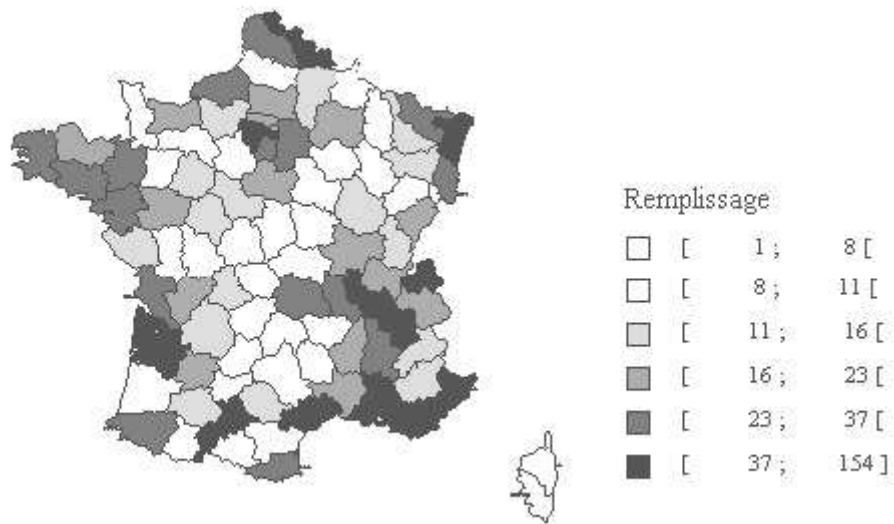 Remplissage
[ 1 ; 8 [
[ 8 ; 11 [
[ 11 ; 16 [
[ 16 ; 23 [
[ 23 ; 37 [
[ 37 ; 154 ]